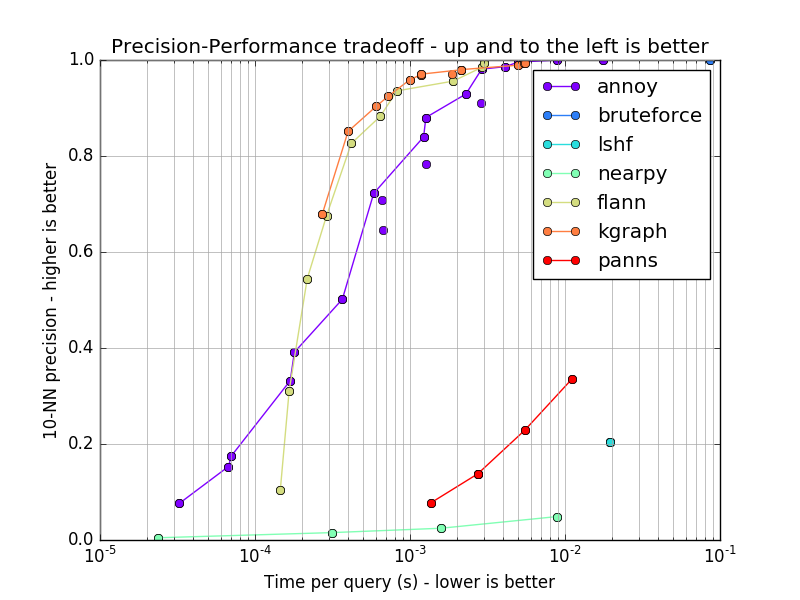 Precision-Performance tradeoff - up and to the left is better
1.0
0.8
0.6
0.4
0.2
0.0
10-NN precision - higher is better
annoy
bruteforce
lshf
nearpy
flann
kgraph
panns
10⁻⁵ 10⁻⁴ 10⁻³ 10⁻² 10⁻¹
Time per query (s) - lower is better